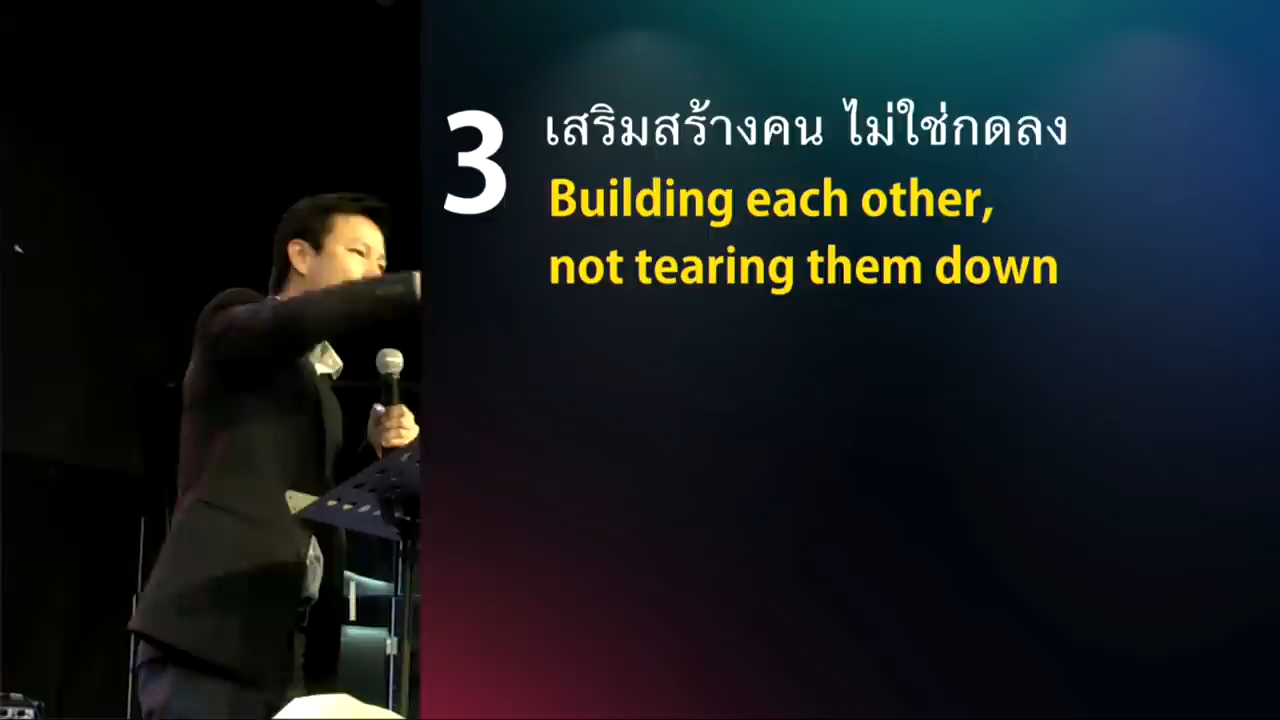 3
เสริมสร้างคน ไม่ใช่กดลง
Building each other,
not tearing them down